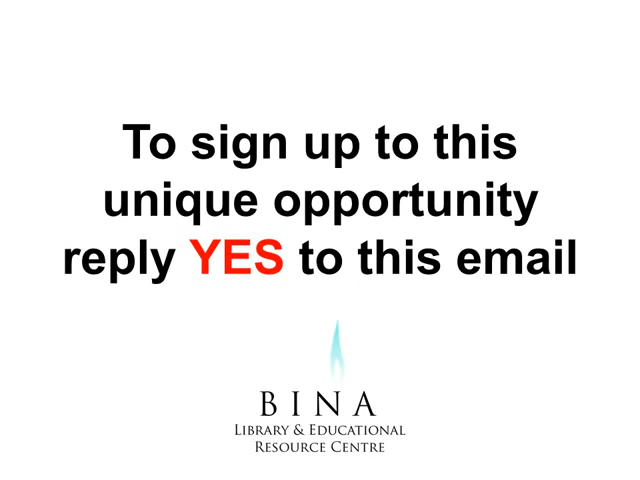 To sign up to this
unique opportunity
reply YES to this email
BINA
Library & Educational
Resource Centre